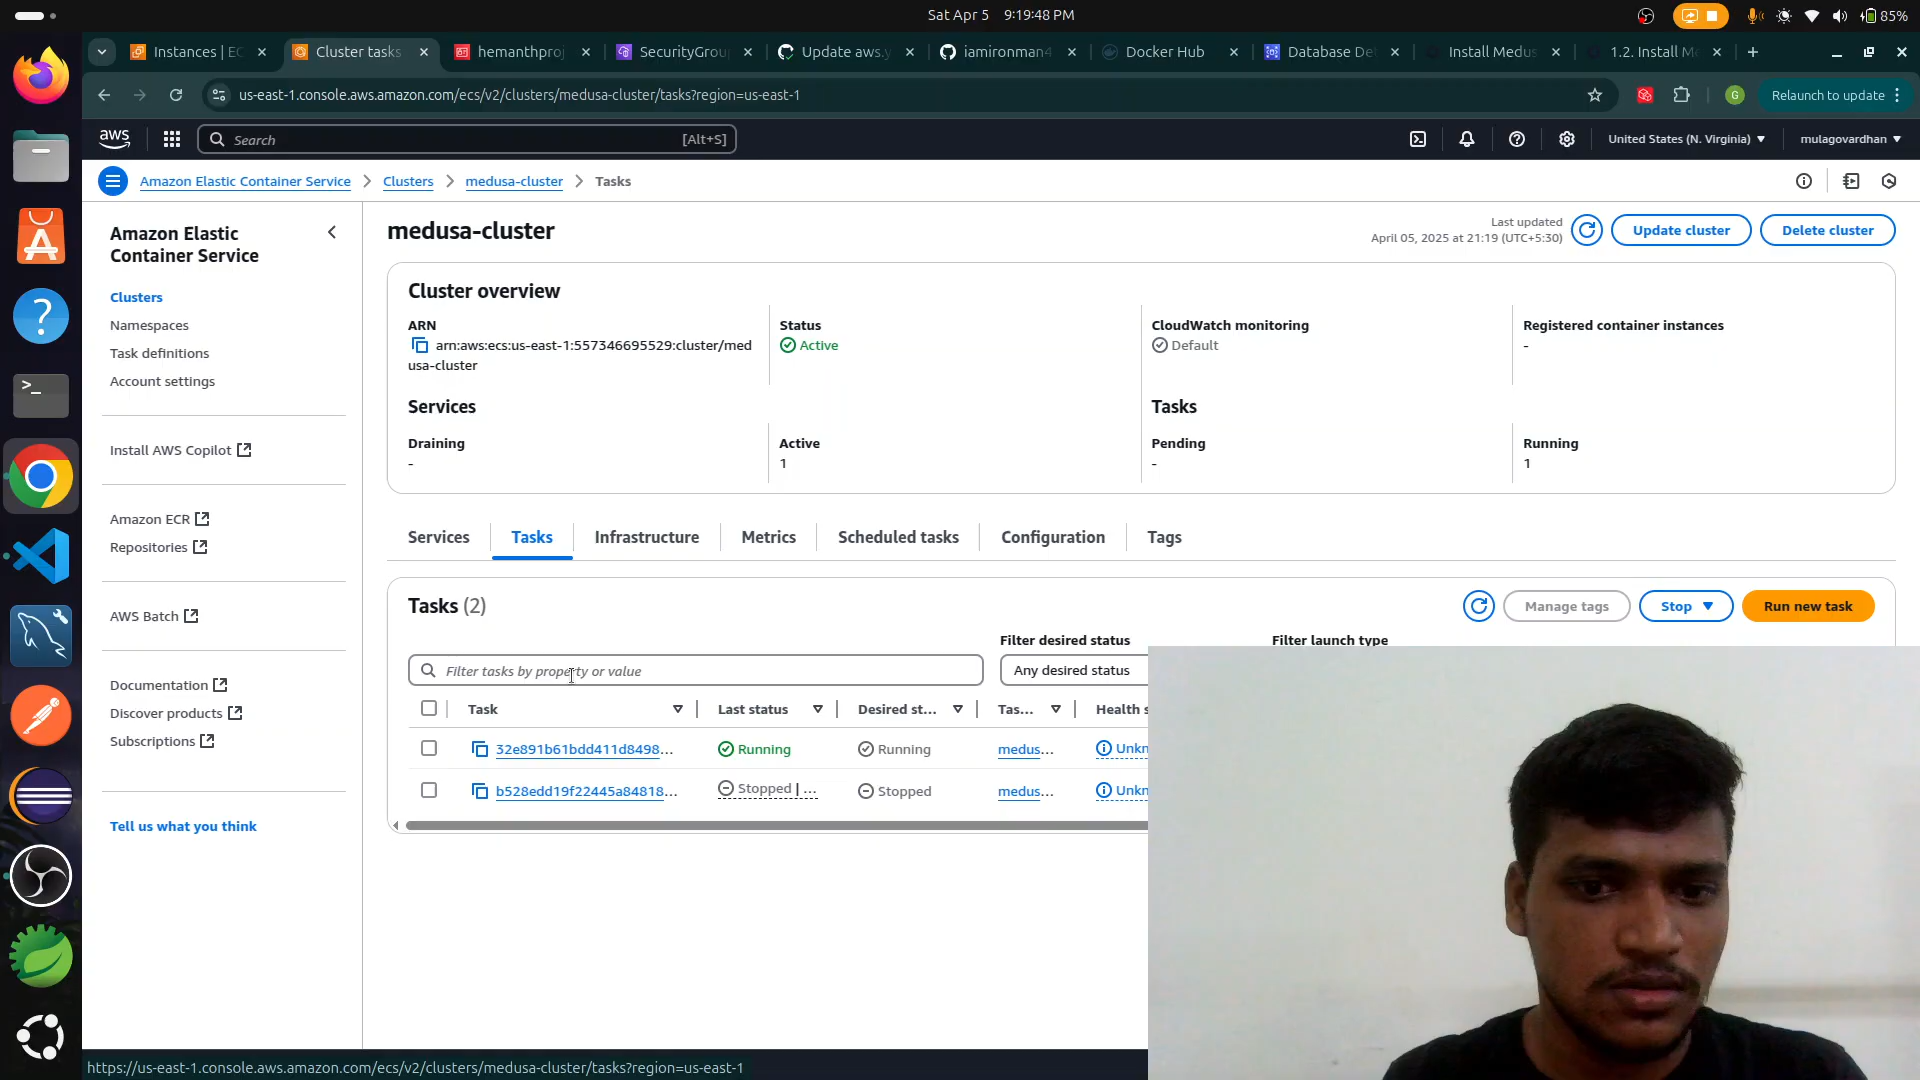 Sat Apr 5 9:19:48 PM
85%
Instances | EC
Cluster tasks
hemanthproj
SecurityGrou
Update aws.y
iamironman4
Docker Hub
Database De
Install Medus
1.2. Install M
us-east-1.console.aws.amazon.com/ecs/v2/clusters/medusa-cluster/tasks?region=us-east-1
G
Relaunch to update
aws
Search
[Alt+S]
United States (N. Virginia)
mulagovardhan
Amazon Elastic Container Service
Clusters
medusa-cluster
Tasks
Amazon Elastic
Container Service
Clusters
Namespaces
Task definitions
Account settings
Install AWS Copilot
Amazon ECR
Repositories
AWS Batch
Documentation
Discover products
Subscriptions
Tell us what you think
medusa-cluster
Last updated
April 05, 2025 at 21:19 (UTC+5:30)
Update cluster
Delete cluster
Cluster overview
ARN
arn:aws:ecs:us-east-1:557346695529:cluster/med
usa-cluster
Status
Active
CloudWatch monitoring
Default
Registered container instances
-
Services
Tasks
Draining
-
Active
1
Pending
-
Running
1
Services
Tasks
Infrastructure
Metrics
Scheduled tasks
Configuration
Tags
Tasks (2)
Manage tags
Stop
Run new task
Filter desired status
Filter launch type
Filter tasks by property or value
Any desired status
Task
Last status
Desired st...
Tas...
Health s
32e891b61bdd411d8498...
Running
Running
medus...
Unkn
b528edd19f22445a84818...
Stopped | ...
Stopped
medus...
Unkn
https://us-east-1.console.aws.amazon.com/ecs/v2/clusters/medusa-cluster/tasks?region=us-east-1